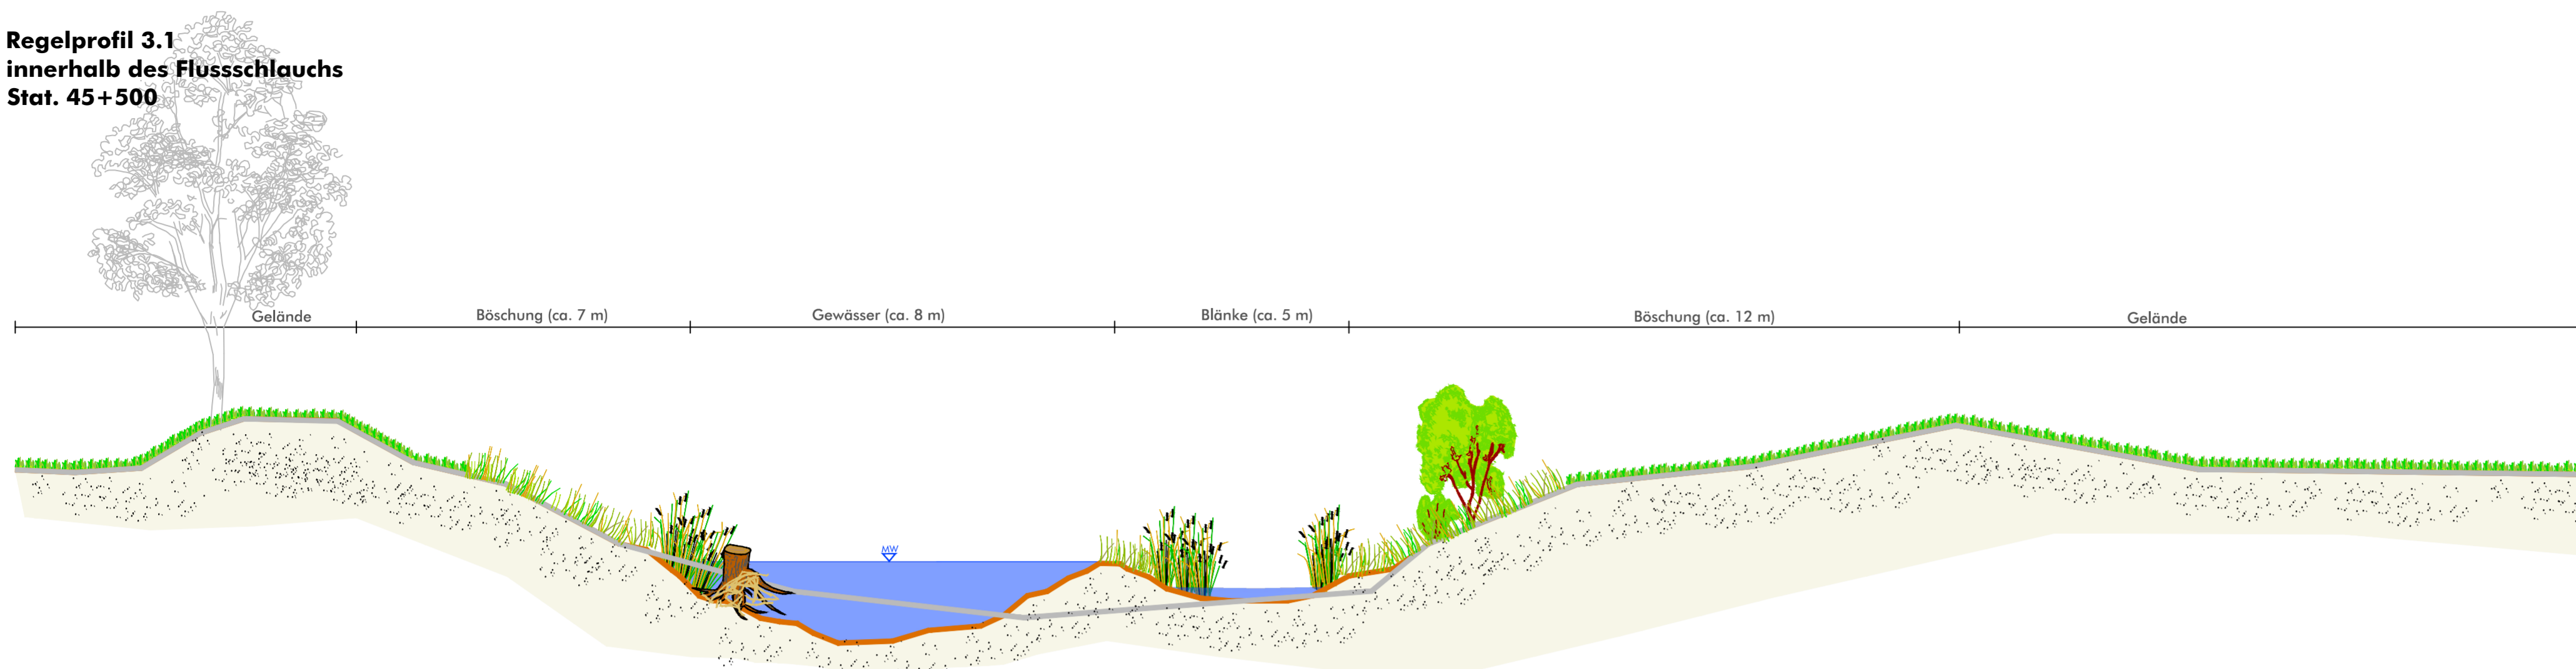 Regelprofil 3.1
innerhalb des Flussschlauchs
Stat. 45+500
Gelände
Böschung (ca. 7 m)
Gewässer (ca. 8 m)
Blänke (ca. 5 m)
Böschung (ca. 12 m)
Gelände
MW